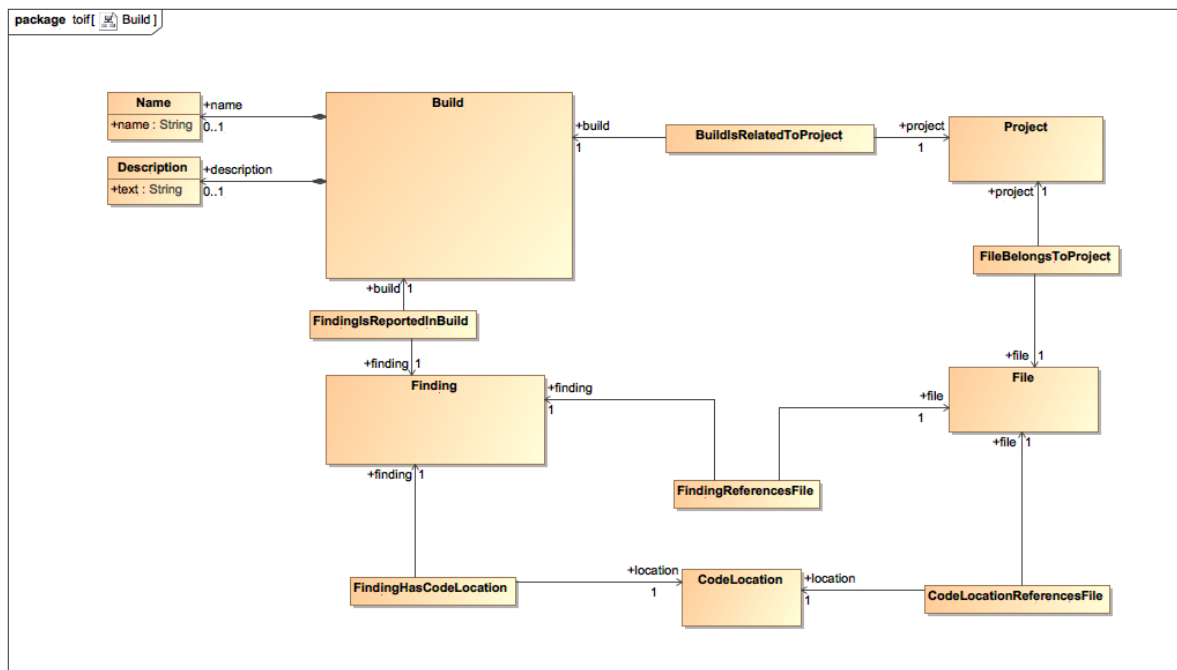 package toif[ Build ]
Name
+name : String
+name
0..1
Description
+text : String
+description
0..1
Build
+build
1
BuildIsRelatedToProject
+project
1
Project
+project 1
FileBelongsToProject
+file 1
File
+build 1
FindingIsReportedInBuild
+finding 1
Finding
+finding
1
+file
1
+file 1
FindingReferencesFile
+finding 1
FindingHasCodeLocation
+location
1
CodeLocation
+location
1
CodeLocationReferencesFile